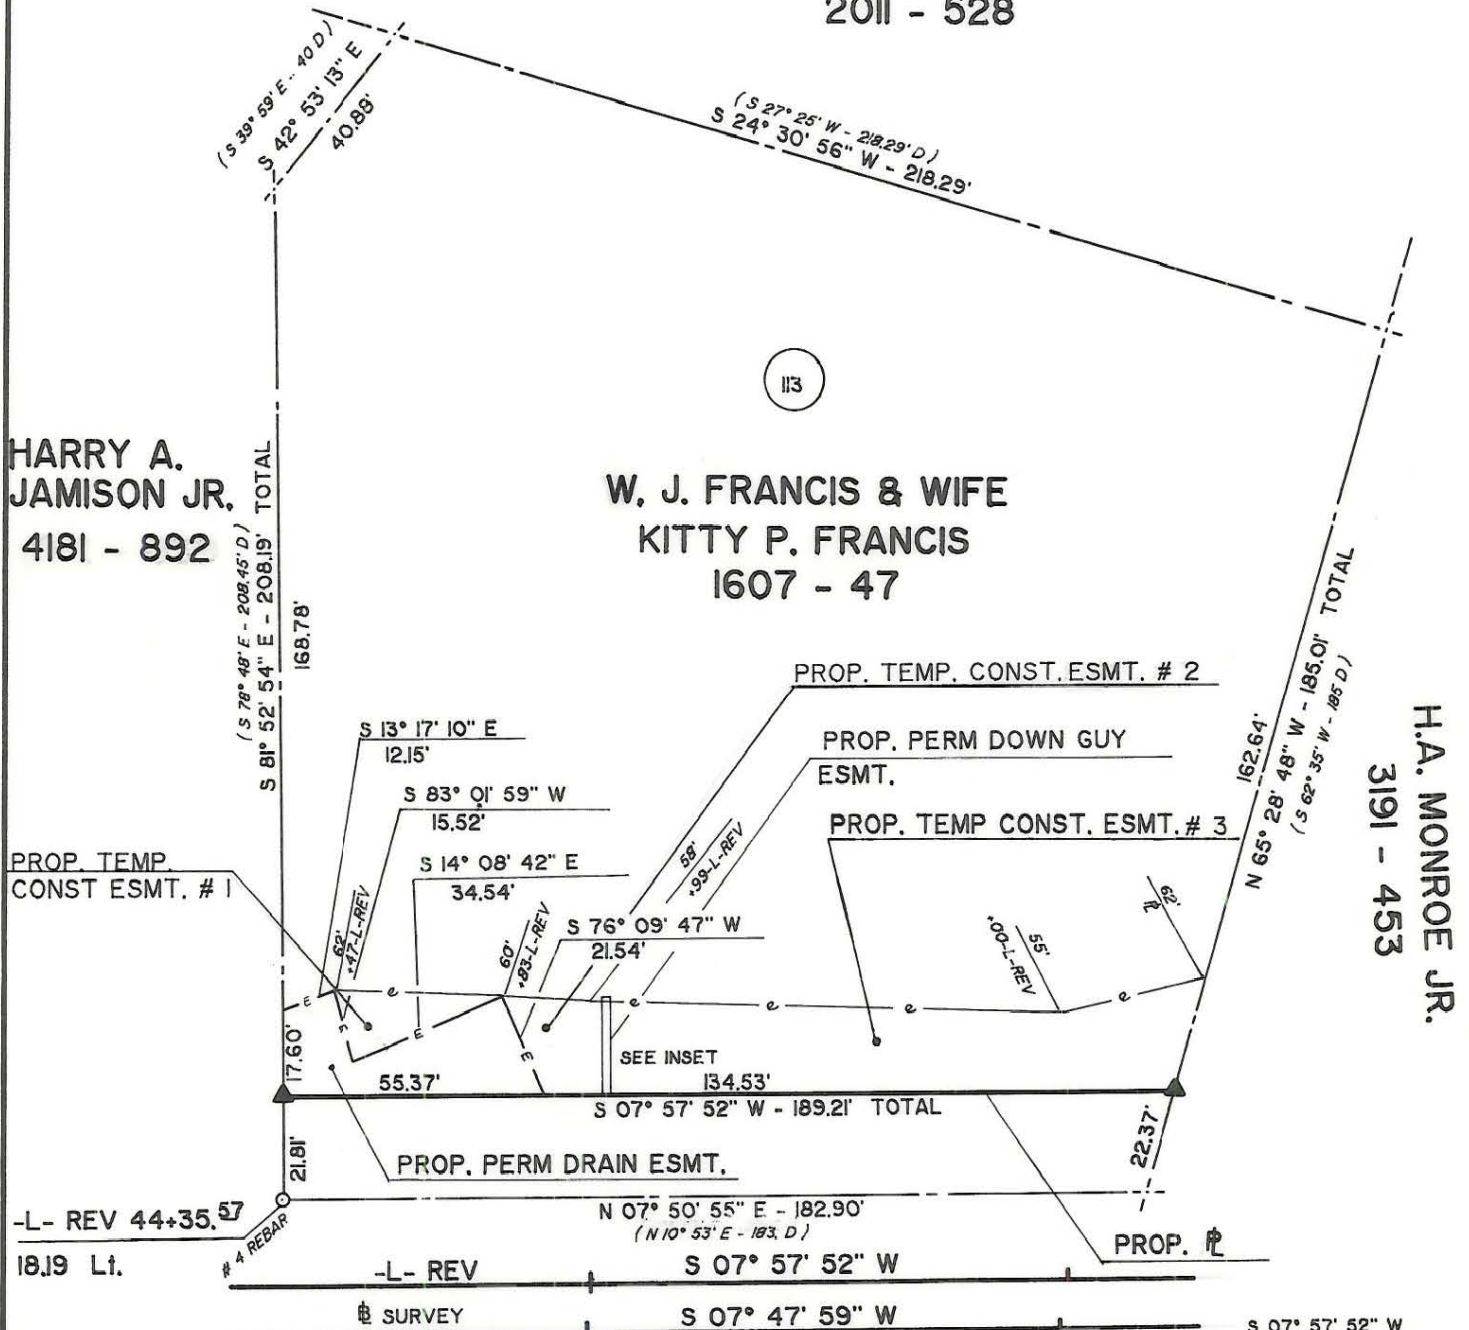 2011 - 528
( S 39° 59' E - 40 D )
S 42° 53' 13" E
40.88'
( S 27° 25' W - 218.29' D )
S 24° 30' 56" W - 218.29'
113
HARRY A.
JAMISON JR.
4181 - 892
W. J. FRANCIS & WIFE
KITTY P. FRANCIS
1607 - 47
( S 78° 48' E - 208.45' D )
S 81° 52' 54" E - 208.19' TOTAL
168.78'
PROP. TEMP. CONST. ESMT. # 2
S 13° 17' 10" E
12.15'
PROP. PERM DOWN GUY
ESMT.
S 83° 01' 59" W
15.52'
PROP. TEMP CONST. ESMT. # 3
162.64'
N 65° 28' 48" W - 185.01' TOTAL
( S 62° 35' W - 185 D )
H.A. MONROE JR.
3191 - 453
PROP. TEMP.
CONST ESMT. # 1
S 14° 08' 42" E
34.54'
58'
+99-L-REV
62'
+47-L-REV
60'
+83-L-REV
S 76° 09' 47" W
21.54'
55'
+00-L-REV
62'
PL
E e e e e e
E E E
17.60'
SEE INSET
55.37'
134.53'
S 07° 57' 52" W - 189.21' TOTAL
21.81'
22.37'
PROP. PERM DRAIN ESMT.
N 07° 50' 55" E - 182.90'
( N 10° 53' E - 183. D )
-L- REV 44+35.57
18.19 Lt.
# 4 REBAR
PROP. PL
-L- REV
S 07° 57' 52" W
BL SURVEY
S 07° 47' 59" W
S 07° 57' 52" W